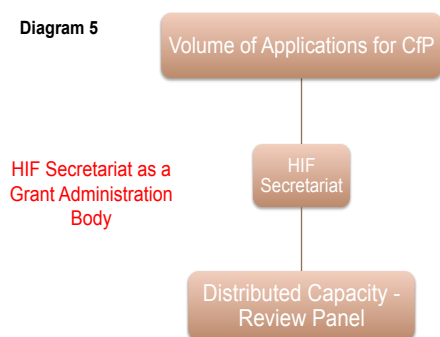 Diagram 5
Volume of Applications for CfP
HIF
Secretariat
HIF Secretariat as a
Grant Administration
Body
Distributed Capacity -
Review Panel